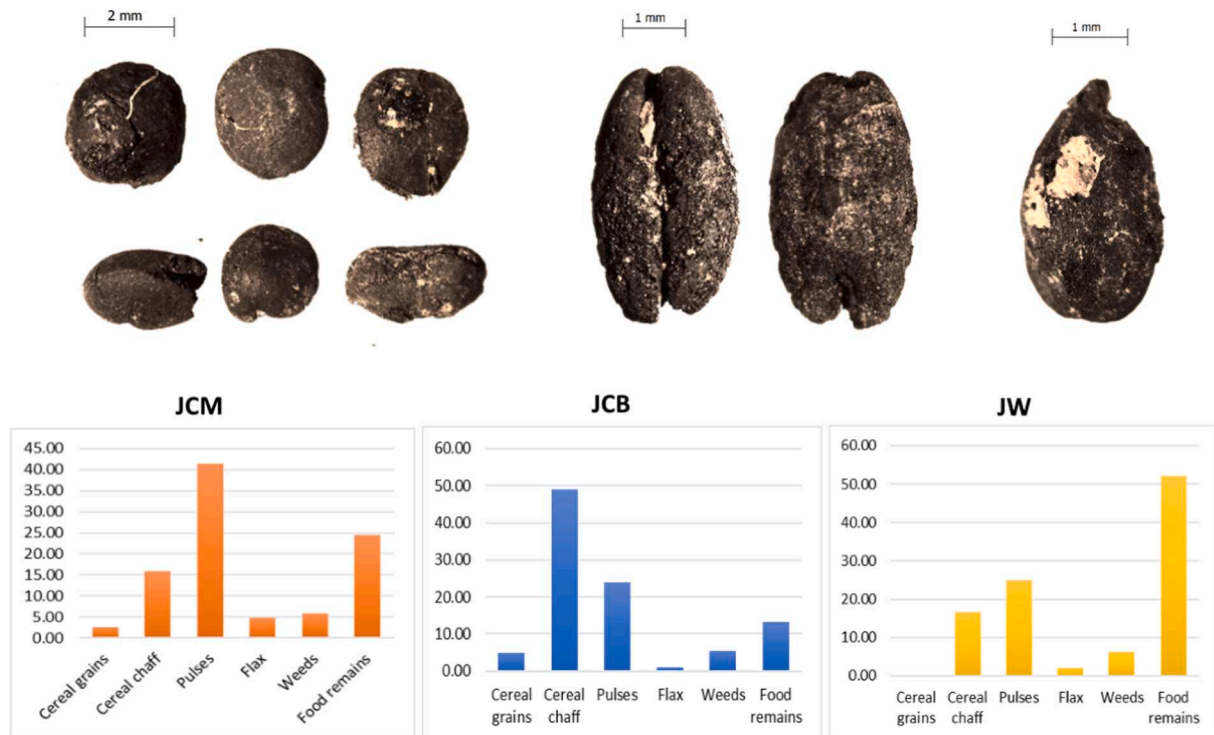 2 mm
1 mm
1 mm
JCM
45.00
40.00
35.00
30.00
25.00
20.00
15.00
10.00
5.00
0.00
Cereal grains
Cereal chaff
Pulses
Flax
Weeds
Food remains
JCB
60.00
50.00
40.00
30.00
20.00
10.00
0.00
Cereal grains
Cereal chaff
Pulses
Flax
Weeds
Food remains
JW
60.00
50.00
40.00
30.00
20.00
10.00
0.00
Cereal grains
Cereal chaff
Pulses
Flax
Weeds
Food remains